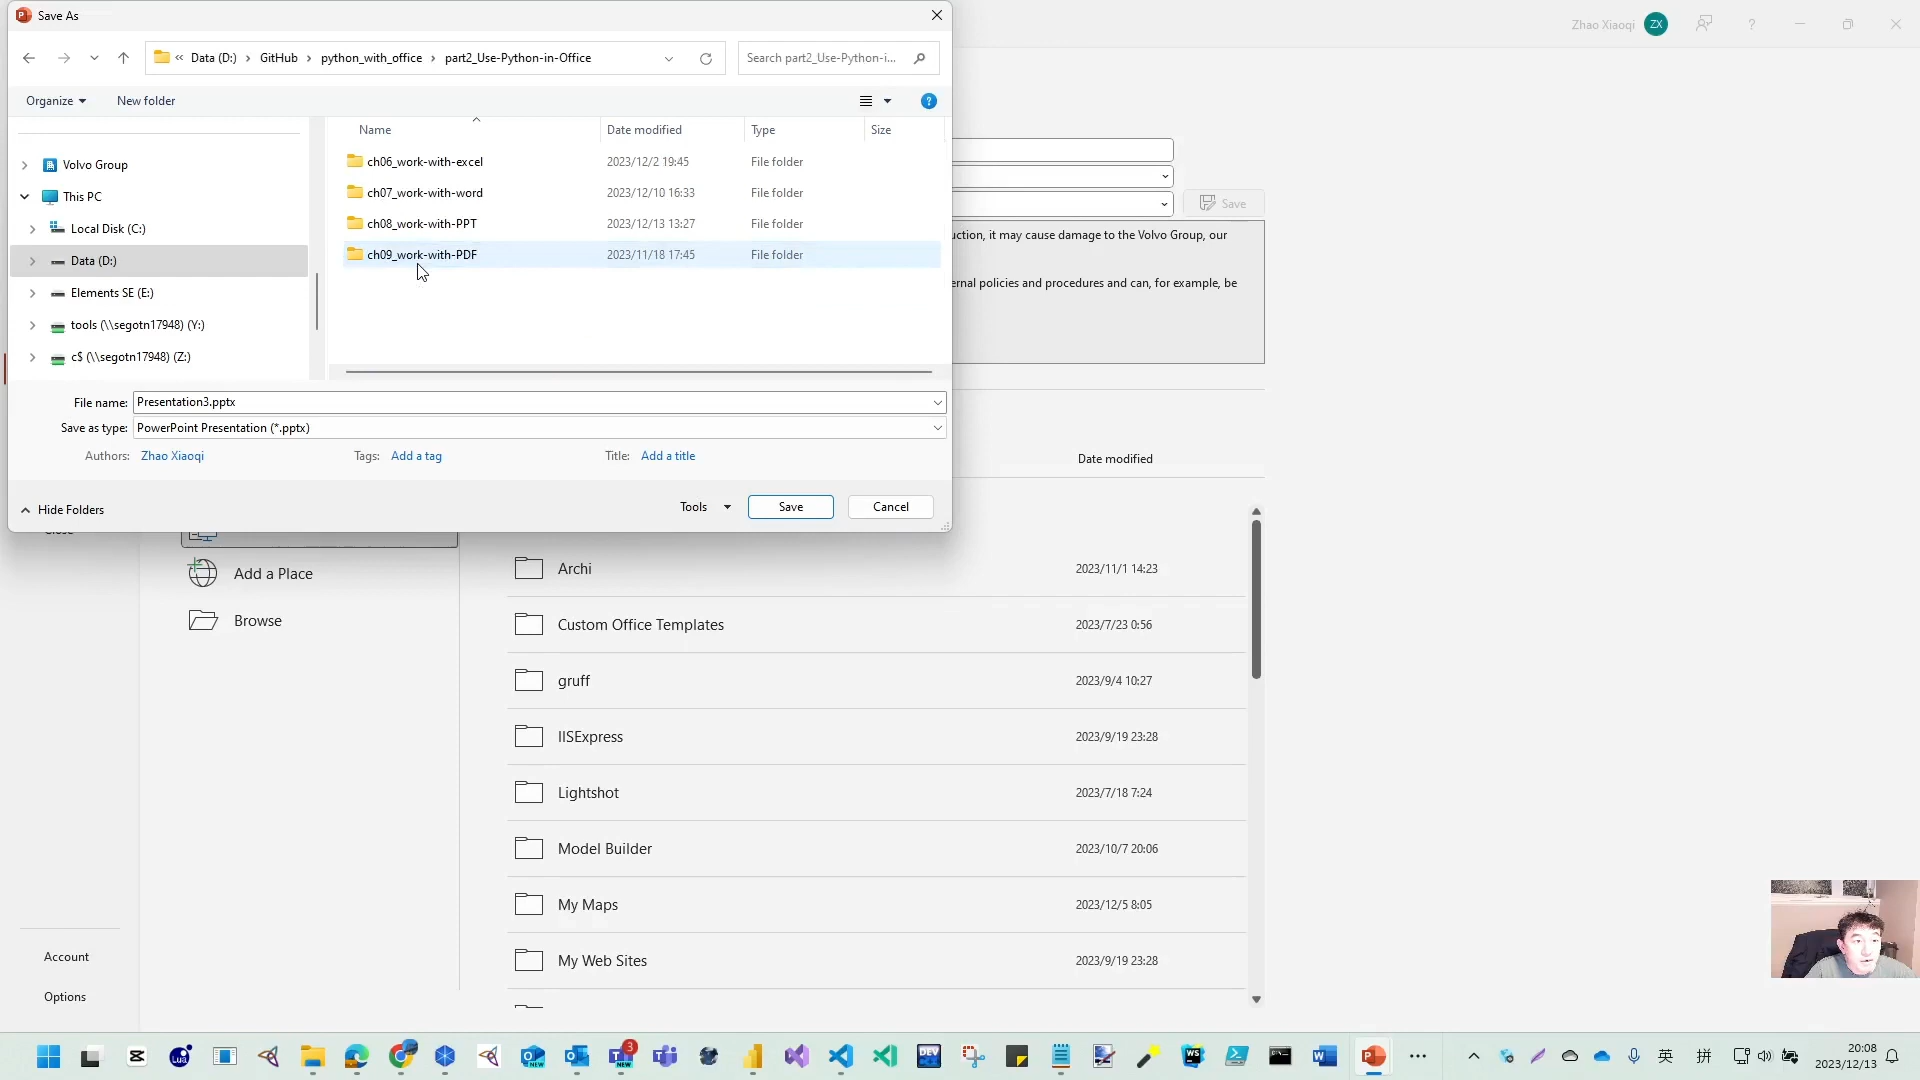 Save As
Zhao Xiaoqi
ZX
?
« Data (D:) › GitHub › python_with_office › part2_Use-Python-in-Office
Search part2_Use-Python-i...
Organize
New folder
?
Name
Date modified
Type
Size
ch06_work-with-excel
2023/12/2 19:45
File folder
ch07_work-with-word
2023/12/10 16:33
File folder
ch08_work-with-PPT
2023/12/13 13:27
File folder
ch09_work-with-PDF
2023/11/18 17:45
File folder
Volvo Group
This PC
Local Disk (C:)
Data (D:)
Elements SE (E:)
tools (\\segotn17948) (Y:)
c$ (\\segotn17948) (Z:)
Save
uction, it may cause damage to the Volvo Group, our
ernal policies and procedures and can, for example, be
File name: Presentation3.pptx
Save as type: PowerPoint Presentation (*.pptx)
Authors: Zhao Xiaoqi
Tags: Add a tag
Title: Add a title
Date modified
Hide Folders
Tools
Save
Cancel
Close
Add a Place
Browse
Archi
2023/11/1 14:23
Custom Office Templates
2023/7/23 0:56
gruff
2023/9/4 10:27
IISExpress
2023/9/19 23:28
Lightshot
2023/7/18 7:24
Model Builder
2023/10/7 20:06
My Maps
2023/12/5 8:05
My Web Sites
2023/9/19 23:28
Account
Options
Lua
NEW
3
NEW
DEV
WS
英
拼
20:08
2023/12/13